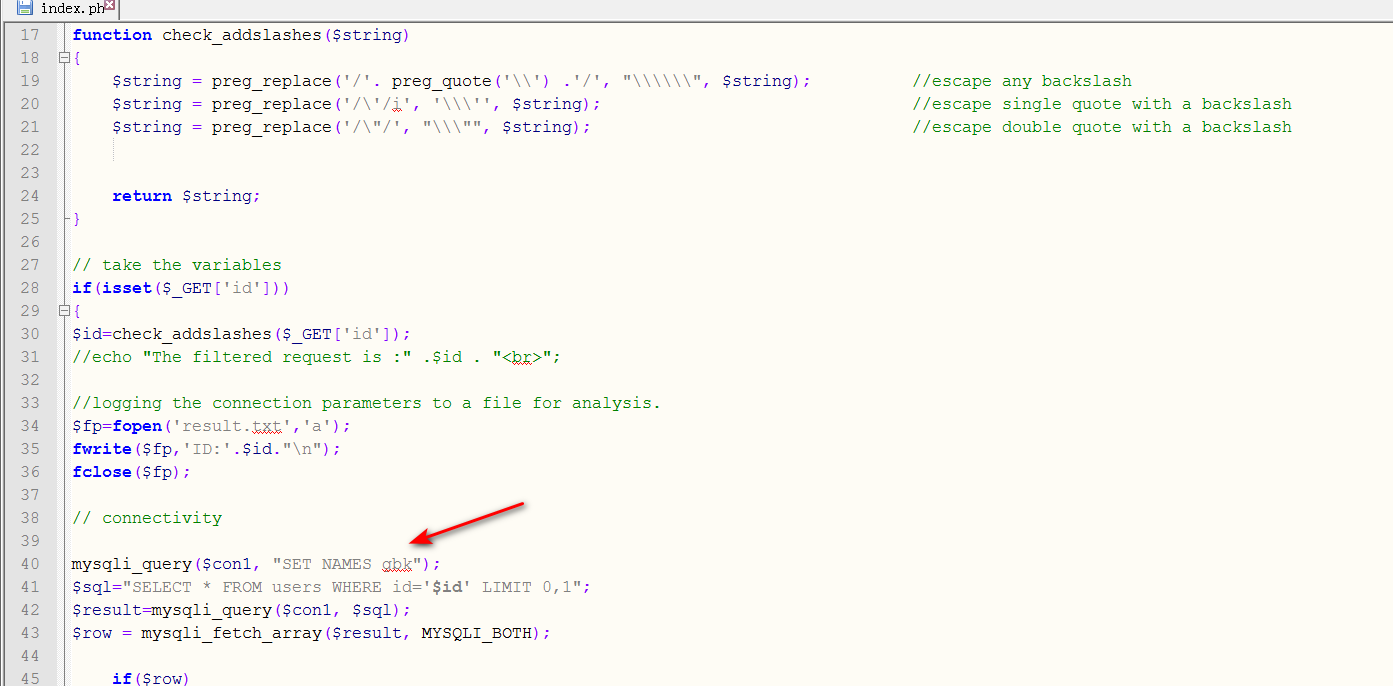 index.ph
17 function check_addslashes($string)
18 {
19 $string = preg_replace('/'. preg_quote('\\') .'/', "\\\\\\", $string); //escape any backslash
20 $string = preg_replace('/\'/i', '\\\'', $string); //escape single quote with a backslash
21 $string = preg_replace('/\"/', "\\\"", $string); //escape double quote with a backslash
22
23
24 return $string;
25 }
26
27 // take the variables
28 if(isset($_GET['id']))
29 {
30 $id=check_addslashes($_GET['id']);
31 //echo "The filtered request is :" .$id . "<br>";
32
33 //logging the connection parameters to a file for analysis.
34 $fp=fopen('result.txt','a');
35 fwrite($fp,'ID:'.$id."\n");
36 fclose($fp);
37
38 // connectivity
39
40 mysqli_query($con1, "SET NAMES gbk");
41 $sql="SELECT * FROM users WHERE id='$id' LIMIT 0,1";
42 $result=mysqli_query($con1, $sql);
43 $row = mysqli_fetch_array($result, MYSQLI_BOTH);
44
45 if($row)